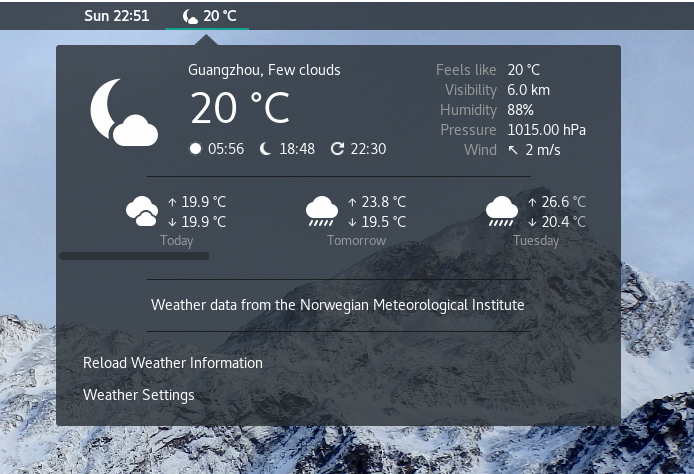 Sun 22:51 20 °C
Guangzhou, Few clouds
20 °C
05:56 18:48 22:30
Feels like 20 °C
Visibility 6.0 km
Humidity 88%
Pressure 1015.00 hPa
Wind ↖ 2 m/s
↑ 19.9 °C
↓ 19.9 °C
Today
↑ 23.8 °C
↓ 19.5 °C
Tomorrow
↑ 26.6 °C
↓ 20.4 °C
Tuesday
Weather data from the Norwegian Meteorological Institute
Reload Weather Information
Weather Settings